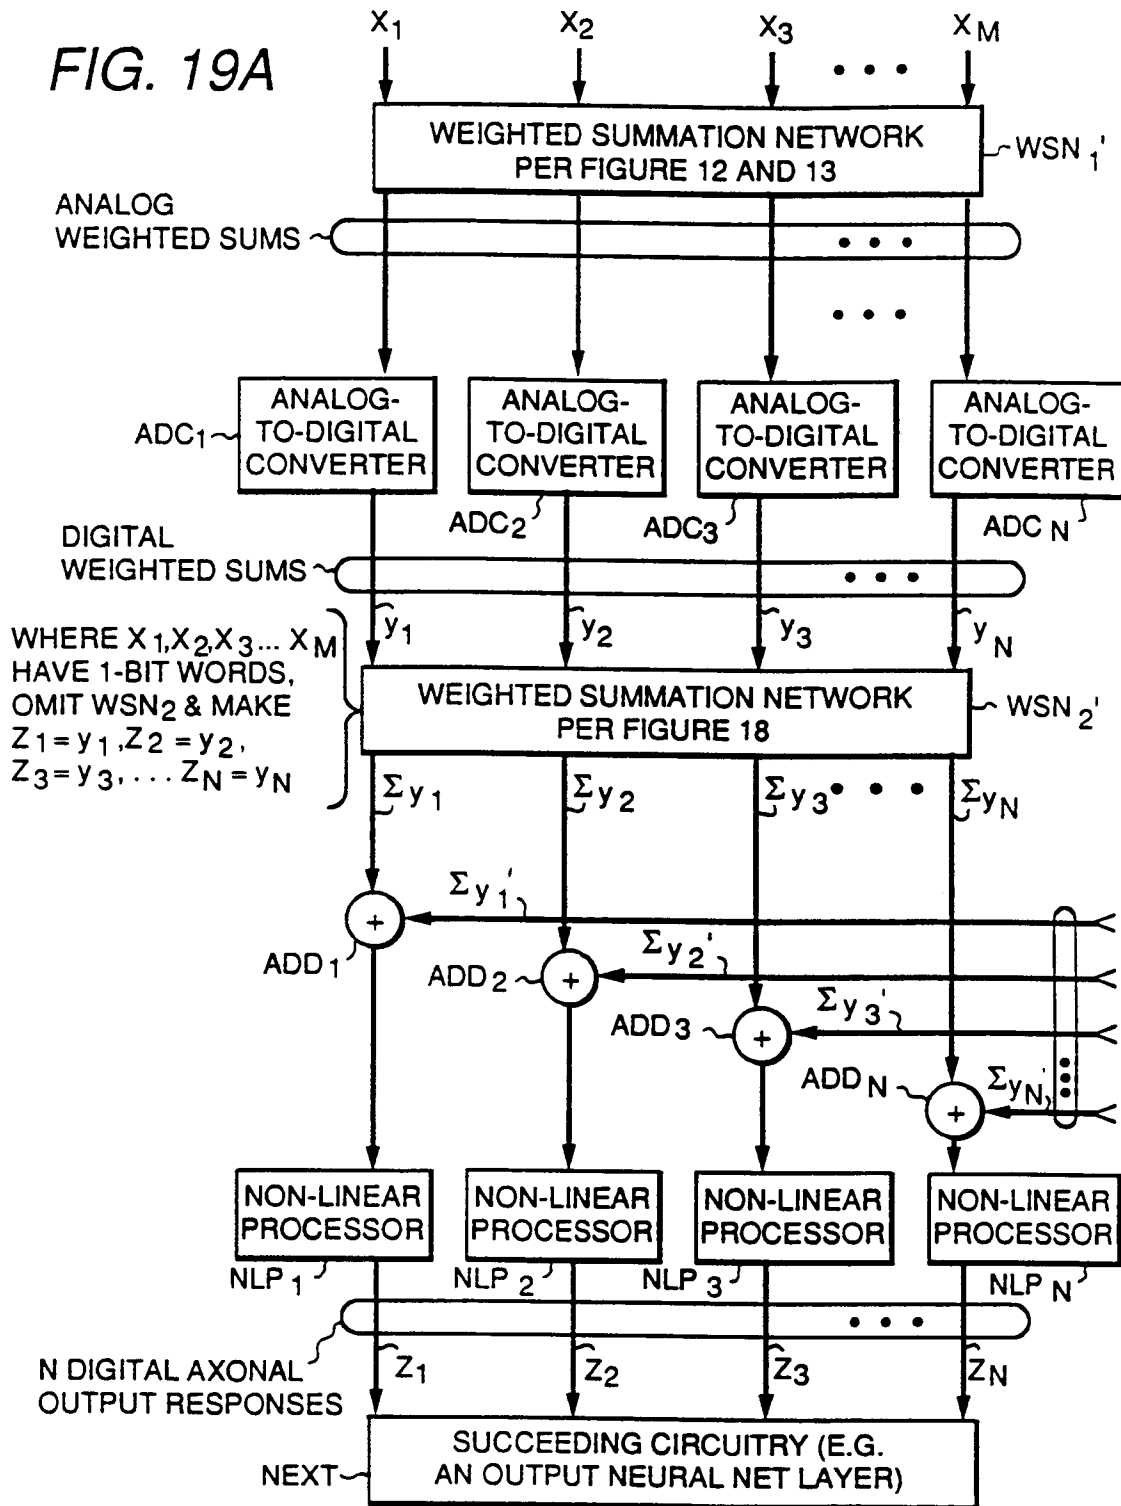 FIG. 19A
X1 X2 X3 XM
WEIGHTED SUMMATION NETWORK
PER FIGURE 12 AND 13
WSN1'
ANALOG
WEIGHTED SUMS
ADC1
ANALOG-
TO-DIGITAL
CONVERTER
ANALOG-
TO-DIGITAL
CONVERTER
ANALOG-
TO-DIGITAL
CONVERTER
ANALOG-
TO-DIGITAL
CONVERTER
ADC2 ADC3 ADCN
DIGITAL
WEIGHTED SUMS
y1 y2 y3 yN
WHERE X1,X2,X3... XM
HAVE 1-BIT WORDS,
OMIT WSN2 & MAKE
Z1=y1,Z2=y2,
Z3=y3,...ZN=yN
WEIGHTED SUMMATION NETWORK
PER FIGURE 18
WSN2'
Σy1 Σy2 Σy3 ΣyN
Σy1'
+
ADD1
Σy2'
+
ADD2
Σy3'
+
ADD3
ΣyN'
+
ADDN
NON-LINEAR
PROCESSOR
NON-LINEAR
PROCESSOR
NON-LINEAR
PROCESSOR
NON-LINEAR
PROCESSOR
NLP1 NLP2 NLP3 NLPN
N DIGITAL AXONAL
OUTPUT RESPONSES
Z1 Z2 Z3 ZN
SUCCEEDING CIRCUITRY (E.G.
AN OUTPUT NEURAL NET LAYER)
NEXT